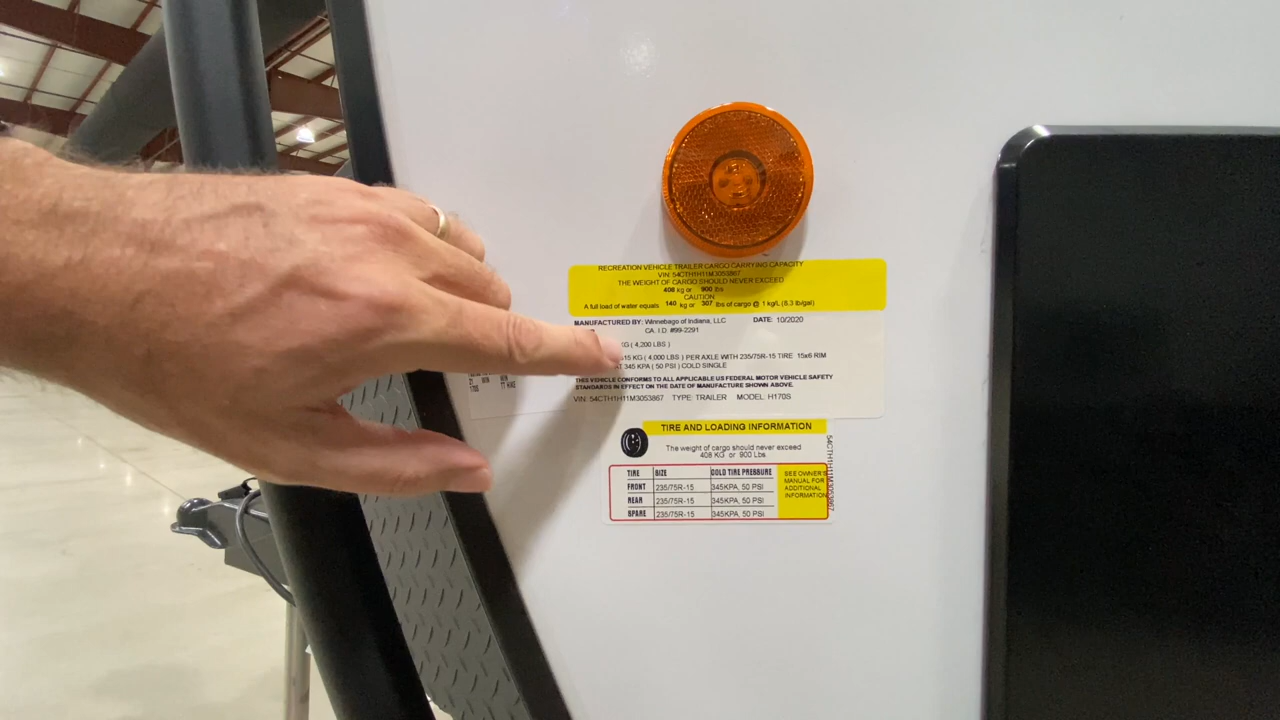 RECREATION VEHICLE TRAILER CARGO CARRYING CAPACITY
VIN: 54CTH1H11M3053867
THE WEIGHT OF CARGO SHOULD NEVER EXCEED
408 kg or 900 lbs
CAUTION
A full load of water equals 140 kg or 307 lbs of cargo @ 1 kg/L (8.3 lb/gal)
MANUFACTURED BY: Winnebago of Indiana, LLC DATE: 10/2020
CA. I.D. #99-2291
KG ( 4,200 LBS )
KG ( 4,000 LBS ) PER AXLE WITH 235/75R-15 TIRE 15x6 RIM
AT 345 KPA ( 50 PSI ) COLD SINGLE
THIS VEHICLE CONFORMS TO ALL APPLICABLE US FEDERAL MOTOR VEHICLE SAFETY
STANDARDS IN EFFECT ON THE DATE OF MANUFACTURE SHOWN ABOVE.
VIN: 54CTH1H11M3053867 TYPE: TRAILER MODEL: H170S
TIRE AND LOADING INFORMATION
The weight of cargo should never exceed
408 KG or 900 Lbs
TIRE SIZE COLD TIRE PRESSURE
FRONT 235/75R-15 345KPA, 50 PSI
REAR 235/75R-15 345KPA, 50 PSI
SPARE 235/75R-15 345KPA, 50 PSI
SEE OWNER'S
MANUAL FOR
ADDITIONAL
INFORMATION
54CTH1H11M3053867